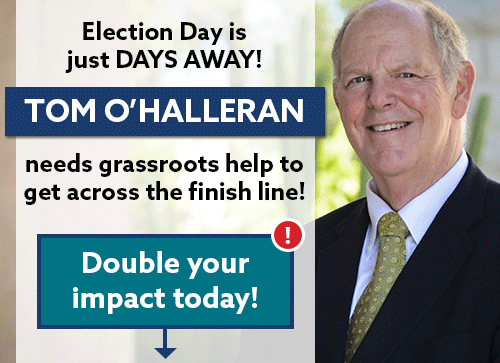 Election Day is
just DAYS AWAY!
TOM O'HALLERAN
needs grassroots help to
get across the finish line!
!
Double your
impact today!